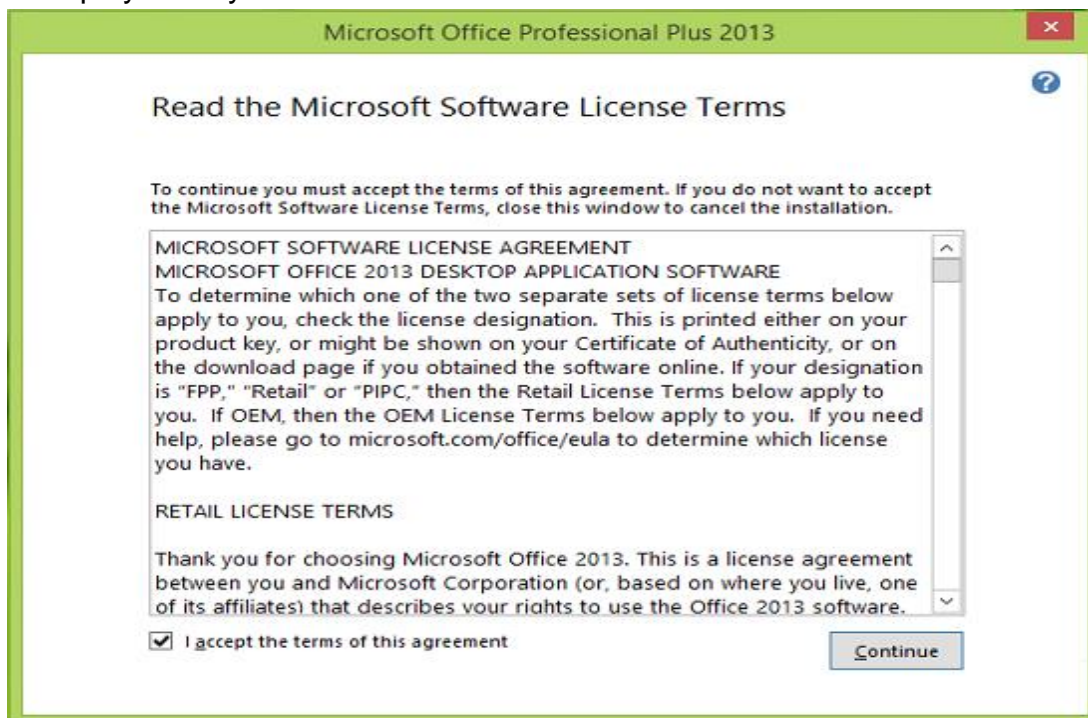 Microsoft Office Professional Plus 2013
Read the Microsoft Software License Terms
To continue you must accept the terms of this agreement. If you do not want to accept
the Microsoft Software License Terms, close this window to cancel the installation.
MICROSOFT SOFTWARE LICENSE AGREEMENT
MICROSOFT OFFICE 2013 DESKTOP APPLICATION SOFTWARE
To determine which one of the two separate sets of license terms below
apply to you, check the license designation.  This is printed either on your
product key, or might be shown on your Certificate of Authenticity, or on
the download page if you obtained the software online. If your designation
is “FPP,” “Retail” or “PIPC,” then the Retail License Terms below apply to
you.  If OEM, then the OEM License Terms below apply to you.  If you need
help, please go to microsoft.com/office/eula to determine which license
you have.
RETAIL LICENSE TERMS
Thank you for choosing Microsoft Office 2013. This is a license agreement
between you and Microsoft Corporation (or, based on where you live, one
of its affiliates) that describes your rights to use the Office 2013 software.
I accept the terms of this agreement
Continue